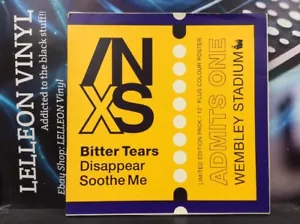 LELLEON VINYL
Addicted to the black stuff!
Ebay Shop: LELLEON Vinyl
INXS
Bitter Tears
Disappear
Soothe Me
LIMITED EDITION PACK / 12" PLUS COLOUR POSTER
ADMITS ONE
WEMBLEY STADIUM